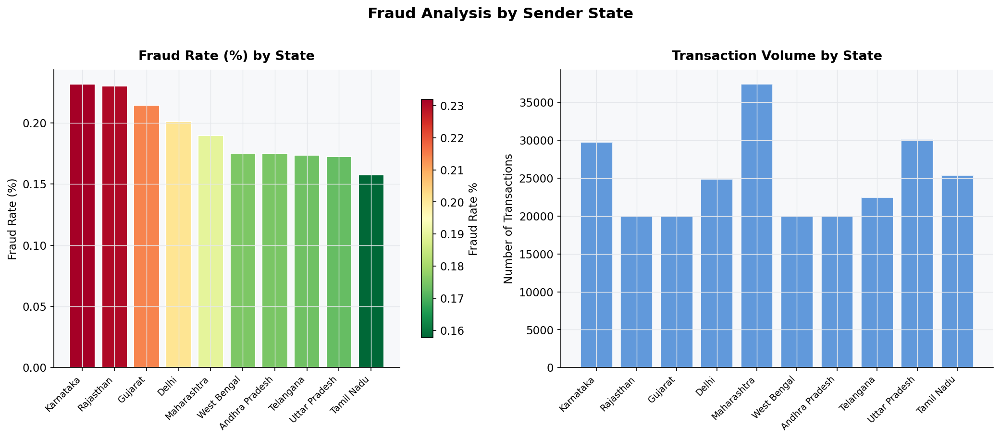 Fraud Analysis by Sender State
Fraud Rate (%) by State
Fraud Rate (%)
0.20
0.15
0.10
0.05
0.00
Karnataka
Rajasthan
Gujarat
Delhi
Maharashtra
West Bengal
Andhra Pradesh
Telangana
Uttar Pradesh
Tamil Nadu
0.23
0.22
0.21
0.20
0.19
0.18
0.17
0.16
Fraud Rate %
Transaction Volume by State
Number of Transactions
35000
30000
25000
20000
15000
10000
5000
0
Karnataka
Rajasthan
Gujarat
Delhi
Maharashtra
West Bengal
Andhra Pradesh
Telangana
Uttar Pradesh
Tamil Nadu